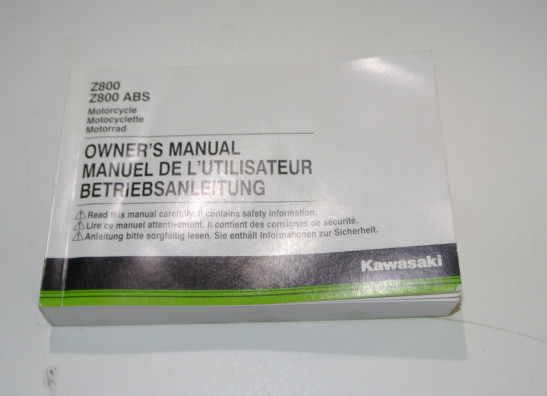 Z800
Z800 ABS
Motorcycle
Motocyclette
Motorrad
OWNER'S MANUAL
MANUEL DE L'UTILISATEUR
BETRIEBSANLEITUNG
Read this manual carefully. It contains safety information.
Lire ce manuel attentivement. Il contient des consignes de sécurité.
Anleitung bitte sorgfältig lesen. Sie enthält Informationen zur Sicherheit.
Kawasaki